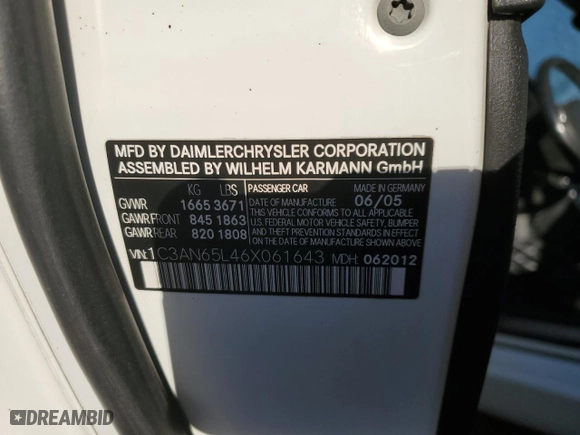 MFD BY DAIMLERCHRYSLER CORPORATION
ASSEMBLED BY WILHELM KARMANN GmbH
KG LBS PASSENGER CAR MADE IN GERMANY
GVWR 1665 3671 DATE OF MANUFACTURE 06/05
GAWR FRONT 845 1863 THIS VEHICLE CONFORMS TO ALL APPLICABLE
U.S. FEDERAL MOTOR VEHICLE SAFETY, BUMPER,
GAWR REAR 820 1808 AND THEFT PREVENTION STANDARDS IN
EFFECT ON THE DATE OF MANUFACTURE
VIN: 1C3AN65L46X061643 MDH: 062012
DREAMBID